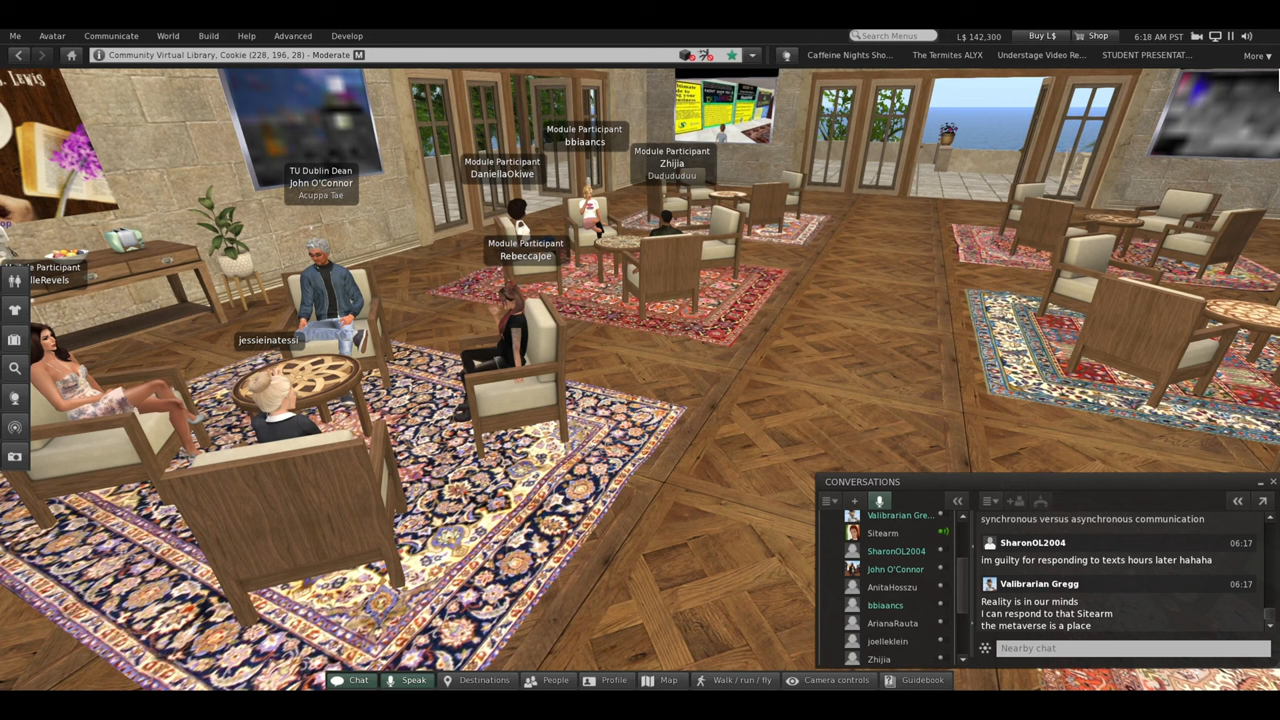 Me Avatar Communicate World Build Help Advanced Develop
Search Menus
L$ 142,300
Buy L$
Shop
6:18 AM PST
Community Virtual Library, Cookie (228, 196, 28) - Moderate M
Caffeine Nights Sho... The Termites ALYX Understage Video Re... STUDENT PRESENTAT... More
LEWIS
Module Participant
bbiaancs
Module Participant
Zhijia
Dudududuu
Module Participant
DaniellaOkiwe
TU Dublin Dean
John O'Connor
Acuppa Tae
Module Participant
RebeccaJoe
Module Participant
lleRevels
jessieinatessi
CONVERSATIONS
Valibrarian Gre...
Sitearm
SharonOL2004
John O'Connor
AnitaHosszu
bbiaancs
ArianaRauta
joelleklein
Zhijia
synchronous versus asynchronous communication
SharonOL2004 06:17
im guilty for responding to texts hours later hahaha
Valibrarian Gregg 06:17
Reality is in our minds
I can respond to that Sitearm
the metaverse is a place
Nearby chat
Chat Speak Destinations People Profile Map Walk / run / fly Camera controls Guidebook